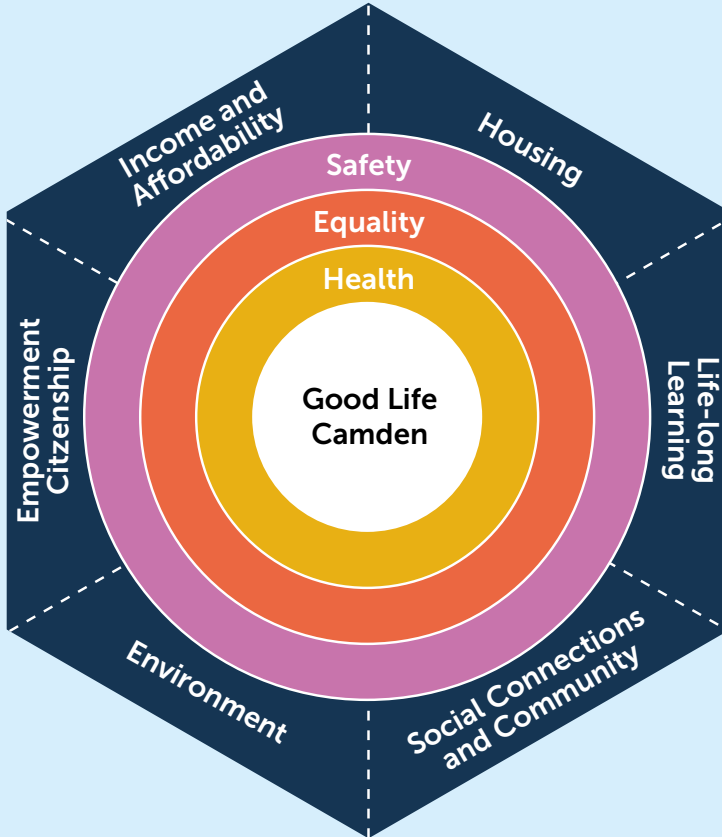 Income and
Affordability
Housing
Safety
Equality
Health
Good Life
Camden
Empowerment
Citzenship
Life-long
Learning
Environment
Social Connections
and Community